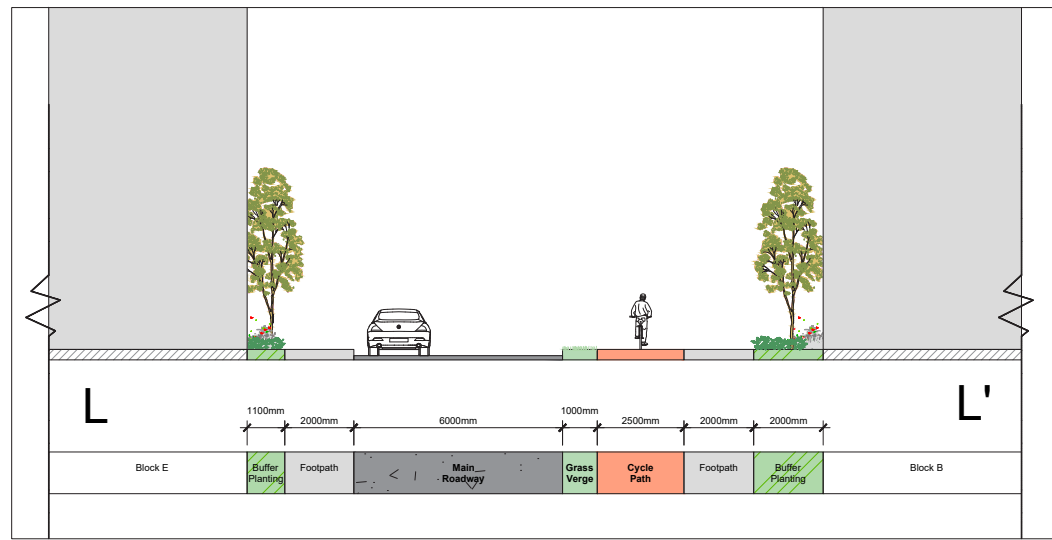 L
L'
1100mm
2000mm
6000mm
1000mm
2500mm
2000mm
2000mm
Block E
Buffer
Planting
Footpath
Main
Roadway
Grass
Verge
Cycle
Path
Footpath
Buffer
Planting
Block B